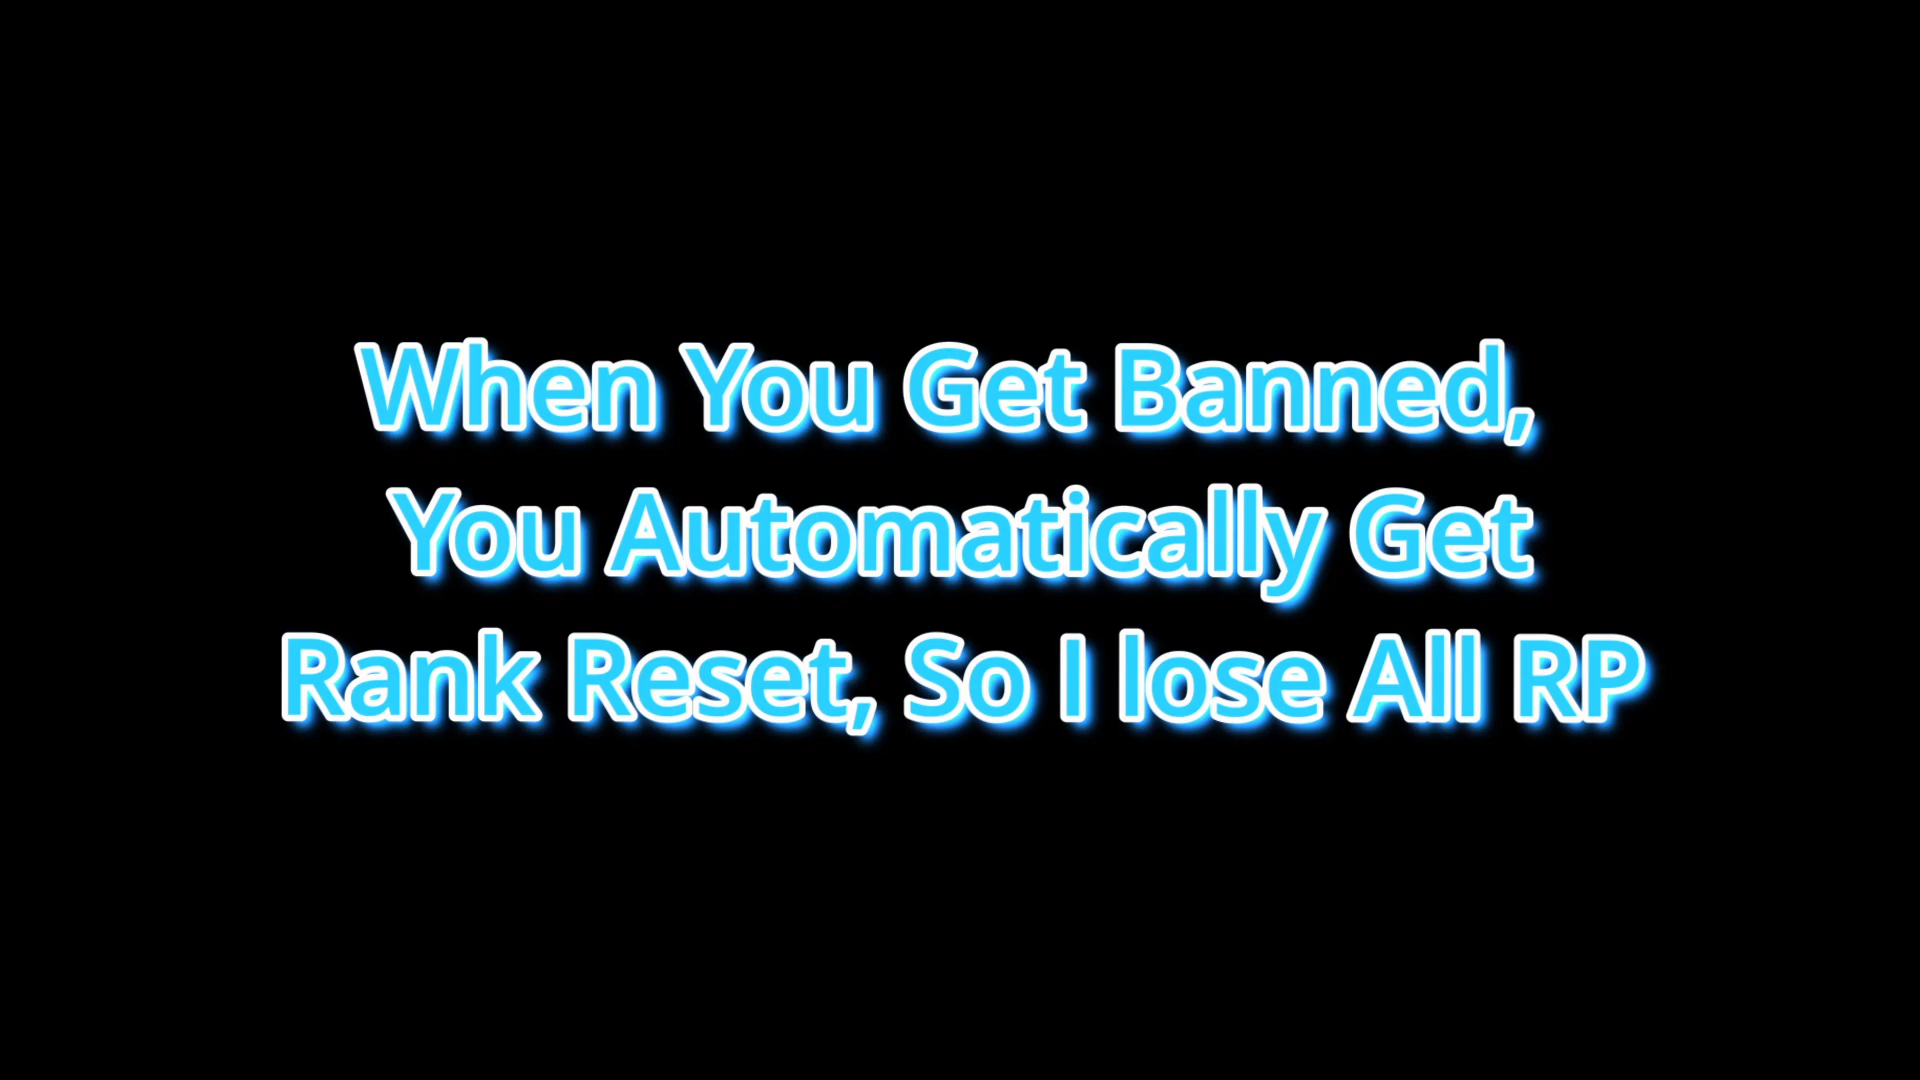 When You Get Banned,
You Automatically Get
Rank Reset, So I lose All RP